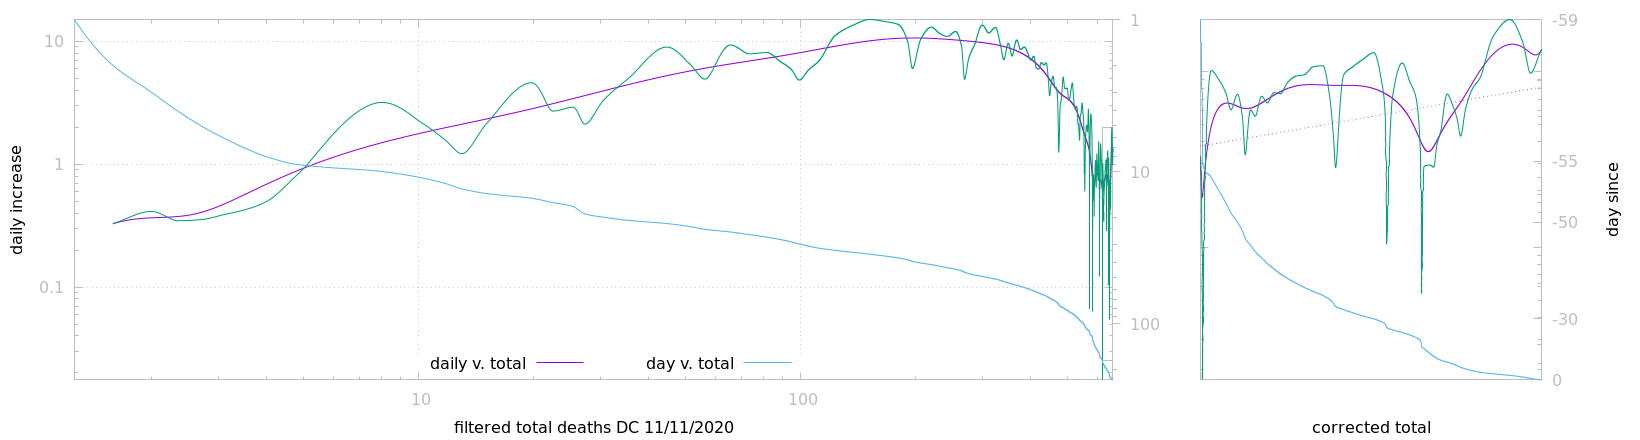 10
1
0.1
daily increase
daily v. total
day v. total
10
100
filtered total deaths DC 11/11/2020
1
10
100
-59
-55
-50
-30
0
day since
corrected total